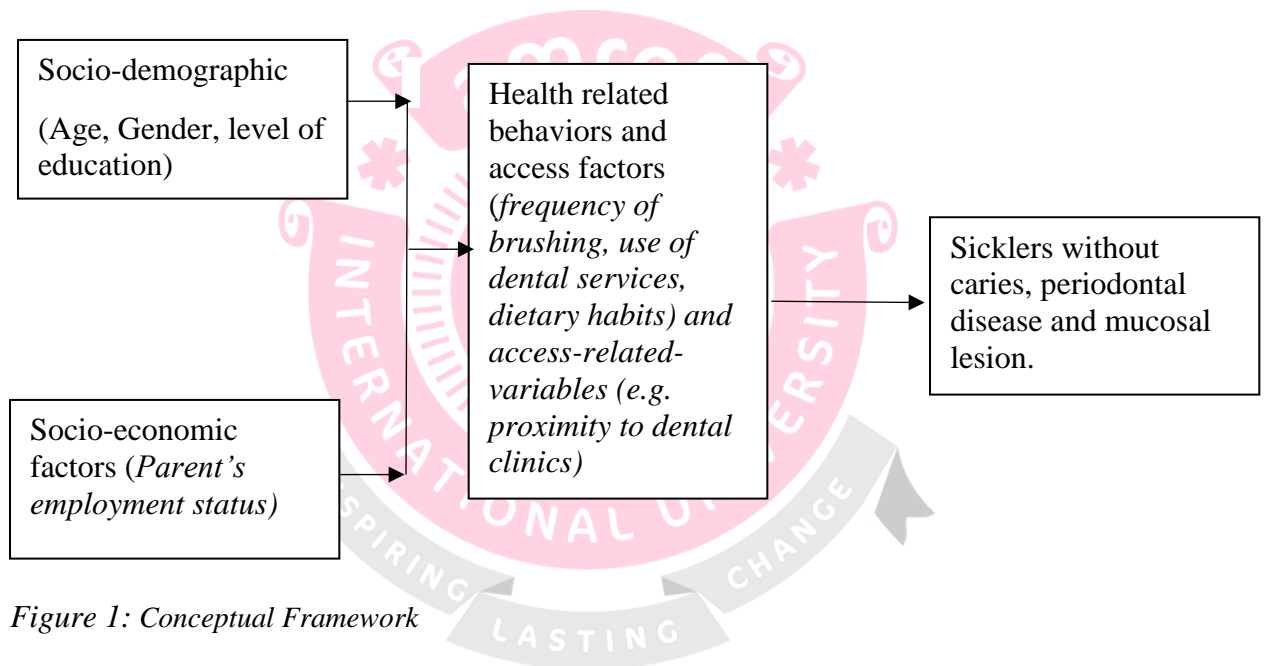 Socio-demographic
(Age, Gender, level of
education)
Health related
behaviors and
access factors
(frequency of
brushing, use of
dental services,
dietary habits) and
access-related-
variables (e.g.
proximity to dental
clinics)
Sicklers without
caries, periodontal
disease and mucosal
lesion.
Socio-economic
factors (Parent’s
employment status)
Figure 1: Conceptual Framework
INTERNATIONAL UNIVERSITY
LASTING
CHANGE